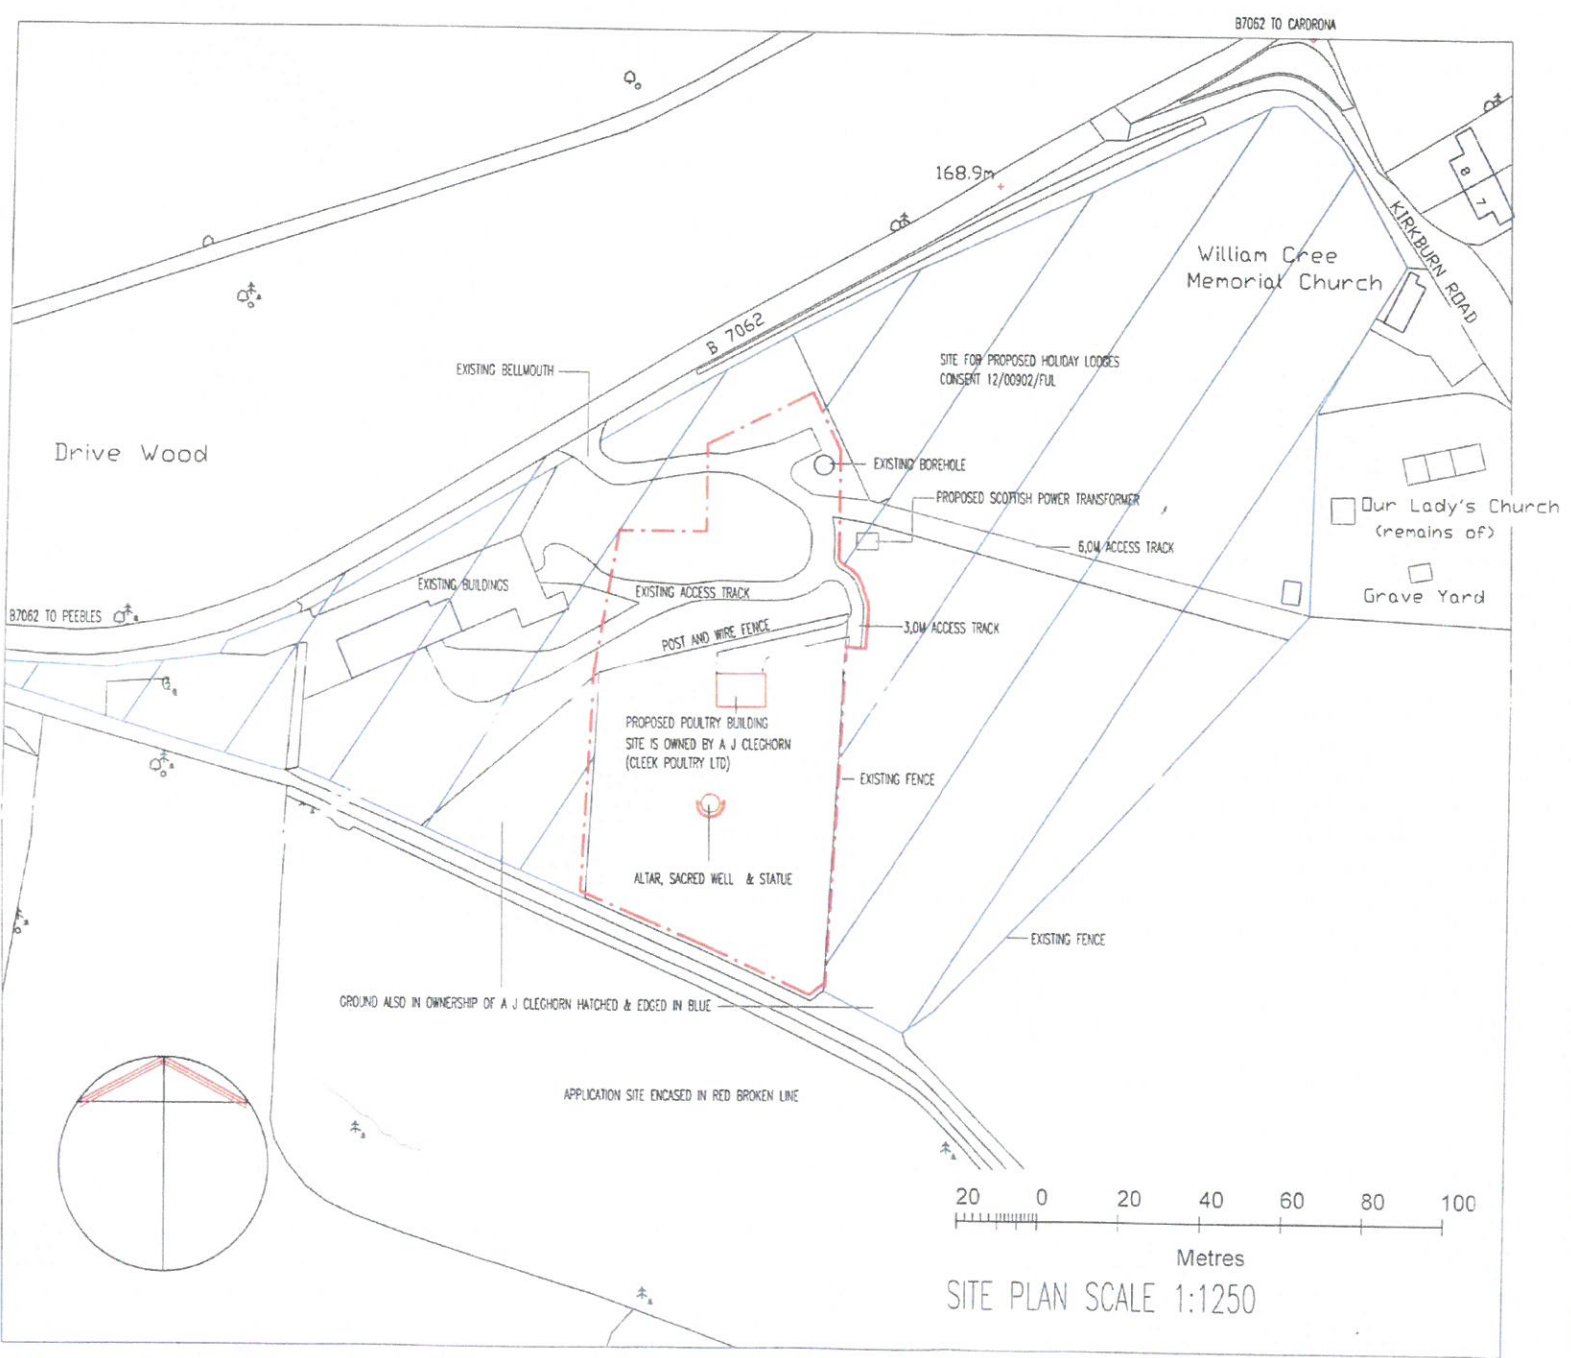 B7062 TO CARDRONA
168.9m
8
7
KIRKBURN ROAD
William Cree
Memorial Church
B 7062
EXISTING BELLMOUTH
SITE FOR PROPOSED HOLIDAY LODGES
CONSENT 12/00902/FUL
Drive Wood
EXISTING BOREHOLE
PROPOSED SCOTTISH POWER TRANSFORMER
Our Lady's Church
(remains of)
6,0M ACCESS TRACK
EXISTING BUILDINGS
EXISTING ACCESS TRACK
Grave Yard
B7062 TO PEEBLES
3,0M ACCESS TRACK
POST AND WIRE FENCE
PROPOSED POULTRY BUILDING
SITE IS OWNED BY A J CLEGHORN
(CLEEK POULTRY LTD)
EXISTING FENCE
ALTAR, SACRED WELL & STATUE
EXISTING FENCE
GROUND ALSO IN OWNERSHIP OF A J CLEGHORN HATCHED & EDGED IN BLUE
APPLICATION SITE ENCASED IN RED BROKEN LINE
20 0 20 40 60 80 100
Metres
SITE PLAN SCALE 1:1250